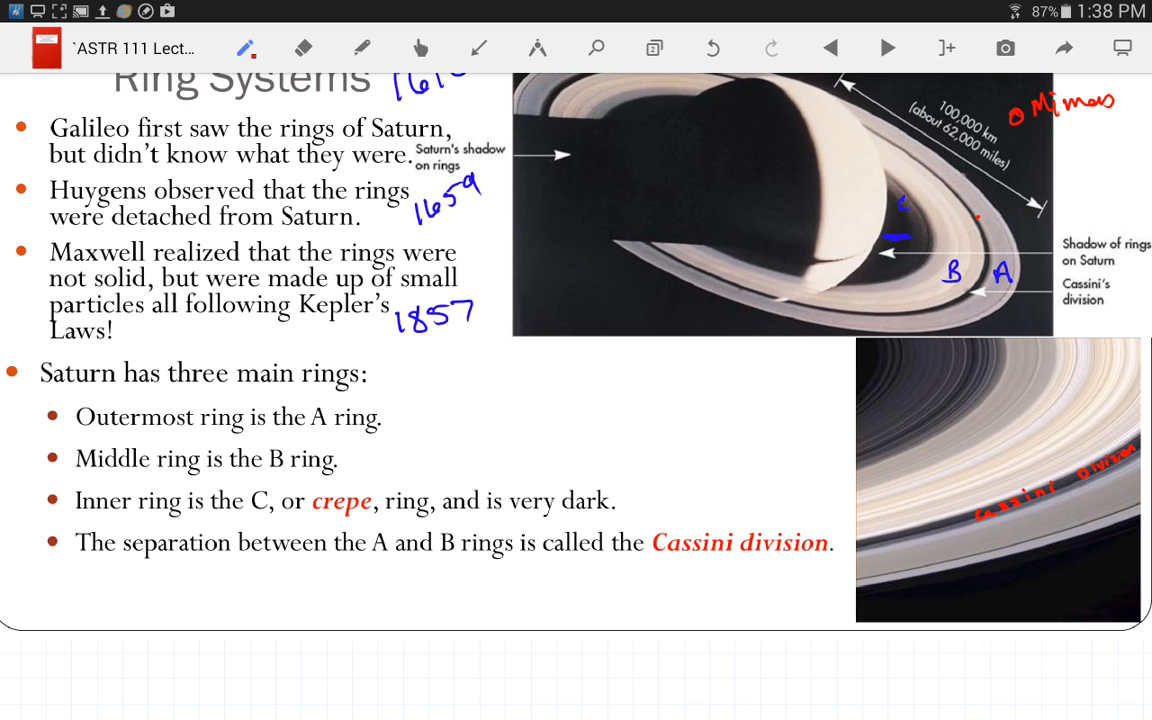 87% 1:38 PM
`ASTR 111 Lect...
2
Ring Systems
Galileo first saw the rings of Saturn,
but didn't know what they were.
Huygens observed that the rings
were detached from Saturn.
1659
Maxwell realized that the rings were
not solid, but were made up of small
particles all following Kepler's
Laws!
1857
Saturn's shadow
on rings
100,000 km
(about 62,000 miles)
Mimas
C
B A
Shadow of rings
on Saturn
Cassini's
division
Saturn has three main rings:
Outermost ring is the A ring.
Middle ring is the B ring.
Inner ring is the C, or crepe, ring, and is very dark.
The separation between the A and B rings is called the Cassini division.
Cassini Division